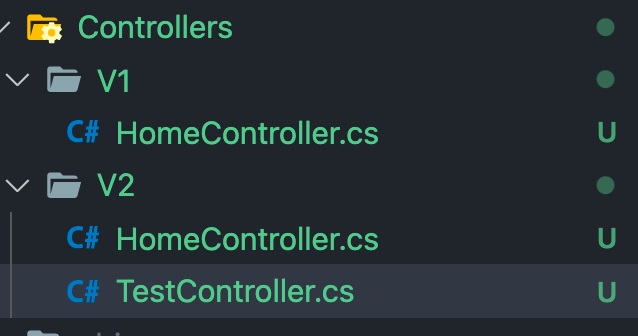 Controllers
V1
C# HomeController.cs U
V2
C# HomeController.cs U
C# TestController.cs U